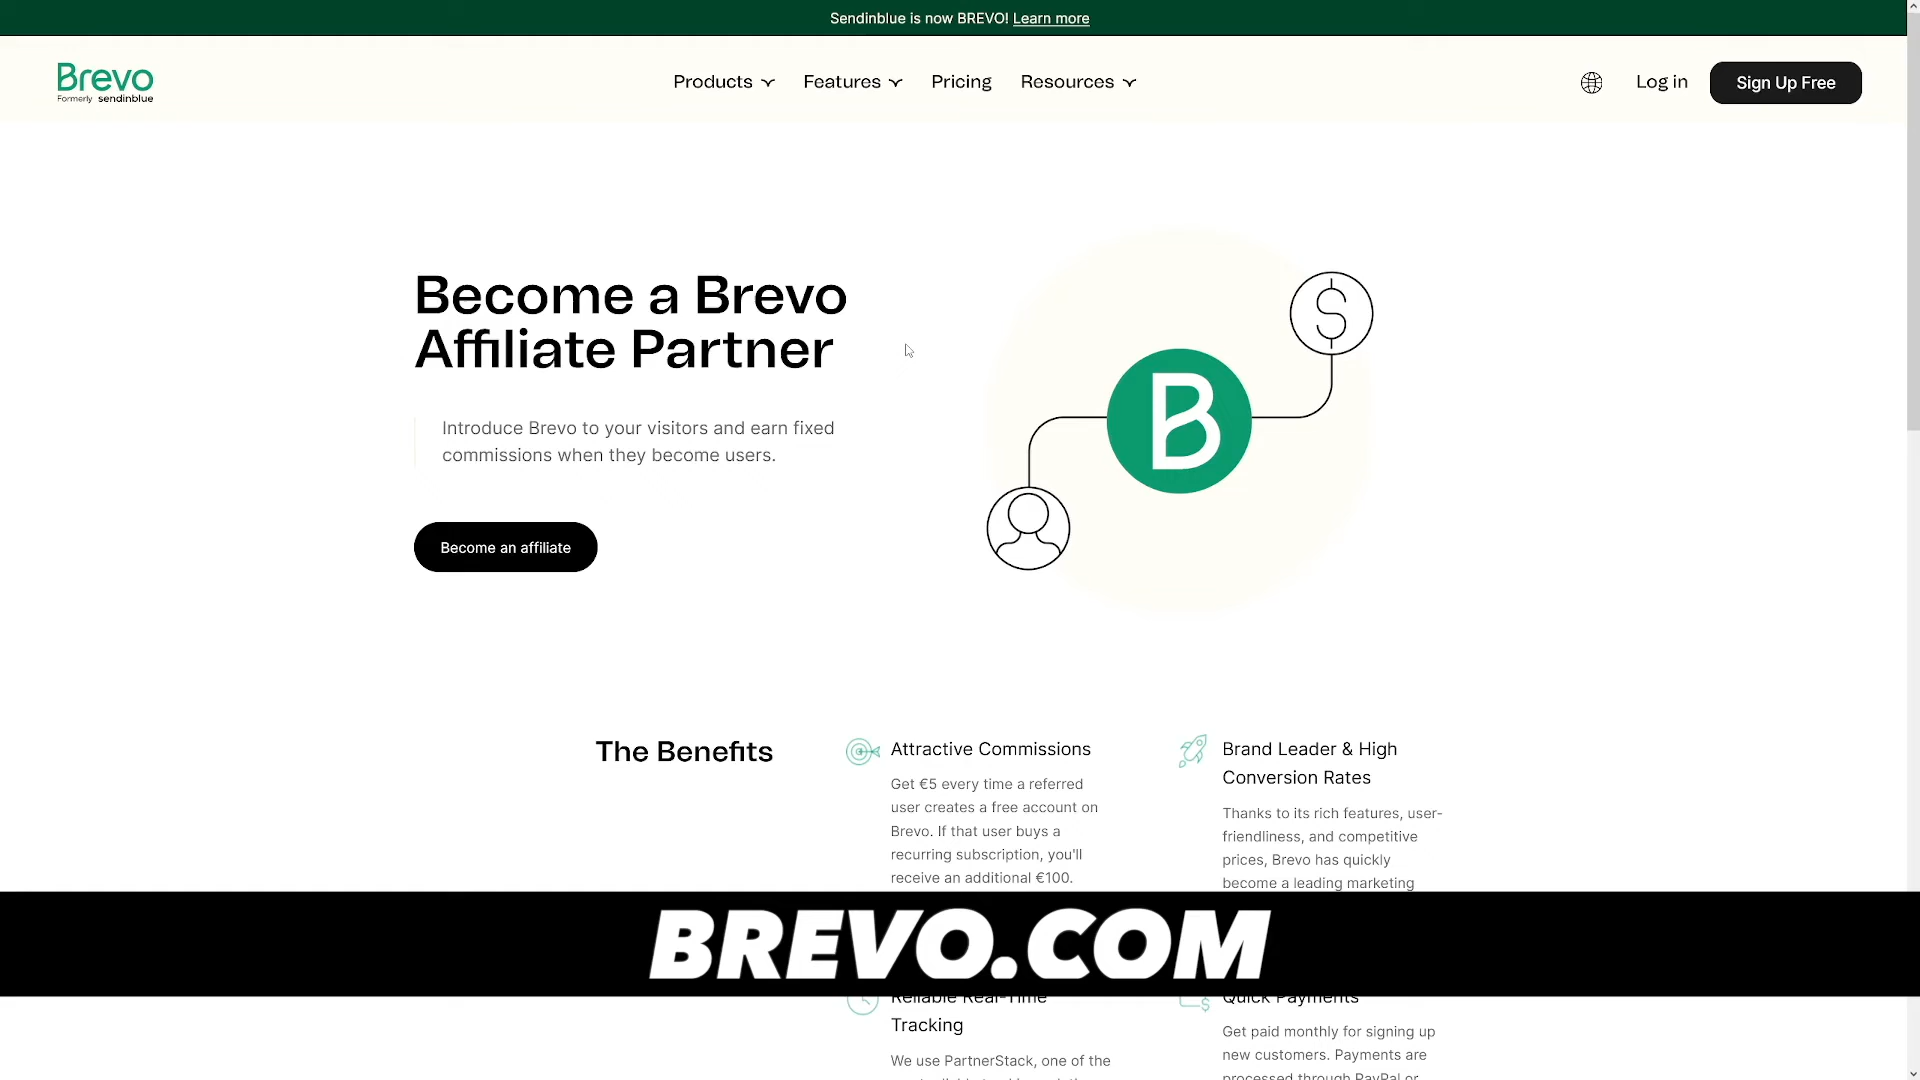 Sendinblue is now BREVO! Learn more
Brevo
Formerly sendinblue
Products
Features
Pricing
Resources
Log in
Sign Up Free
Become a Brevo
Affiliate Partner
Introduce Brevo to your visitors and earn fixed
commissions when they become users.
Become an affiliate
$
B
The Benefits
Attractive Commissions
Get €5 every time a referred
user creates a free account on
Brevo. If that user buys a
recurring subscription, you'll
receive an additional €100.
Brand Leader & High
Conversion Rates
Thanks to its rich features, user-
friendliness, and competitive
prices, Brevo has quickly
become a leading marketing
BREVO.COM
Reliable Real-Time
Tracking
We use PartnerStack, one of the
Quick Payments
Get paid monthly for signing up
new customers. Payments are
processed through PayPal or